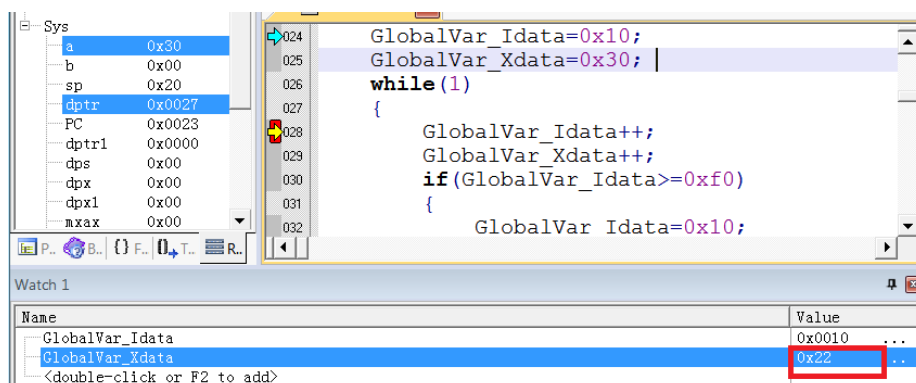 Sys
a 0x30
b 0x00
sp 0x20
dptr 0x0027
PC 0x0023
dptr1 0x0000
dps 0x00
dpx 0x00
dpx1 0x00
mxax 0x00
P.. B.. {} F.. 0 T.. R..
024 GlobalVar_Idata=0x10;
025 GlobalVar_Xdata=0x30;
026 while(1)
027 {
028 GlobalVar_Idata++;
029 GlobalVar_Xdata++;
030 if(GlobalVar_Idata>=0xf0)
031 {
032 GlobalVar_Idata=0x10;
Watch 1
Name Value
GlobalVar_Idata 0x0010 ...
GlobalVar_Xdata 0x22 ..
<double-click or F2 to add>